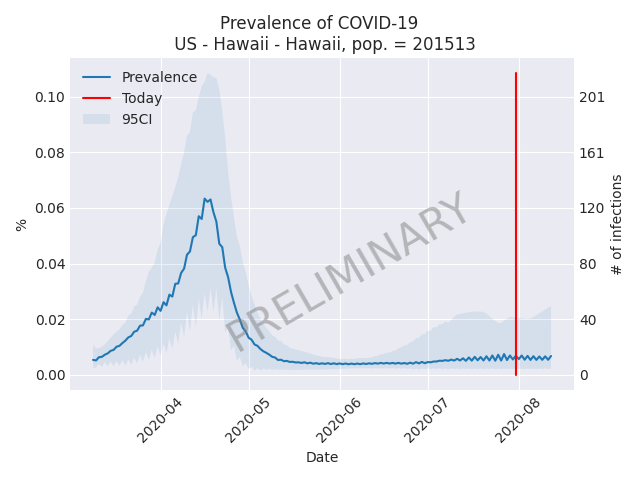 Prevalence of COVID-19
US - Hawaii - Hawaii, pop. = 201513
Prevalence
Today
95CI
0.10
0.08
0.06
0.04
0.02
0.00
%
201
161
120
80
40
0
# of infections
PRELIMINARY
2020-04
2020-05
2020-06
2020-07
2020-08
Date